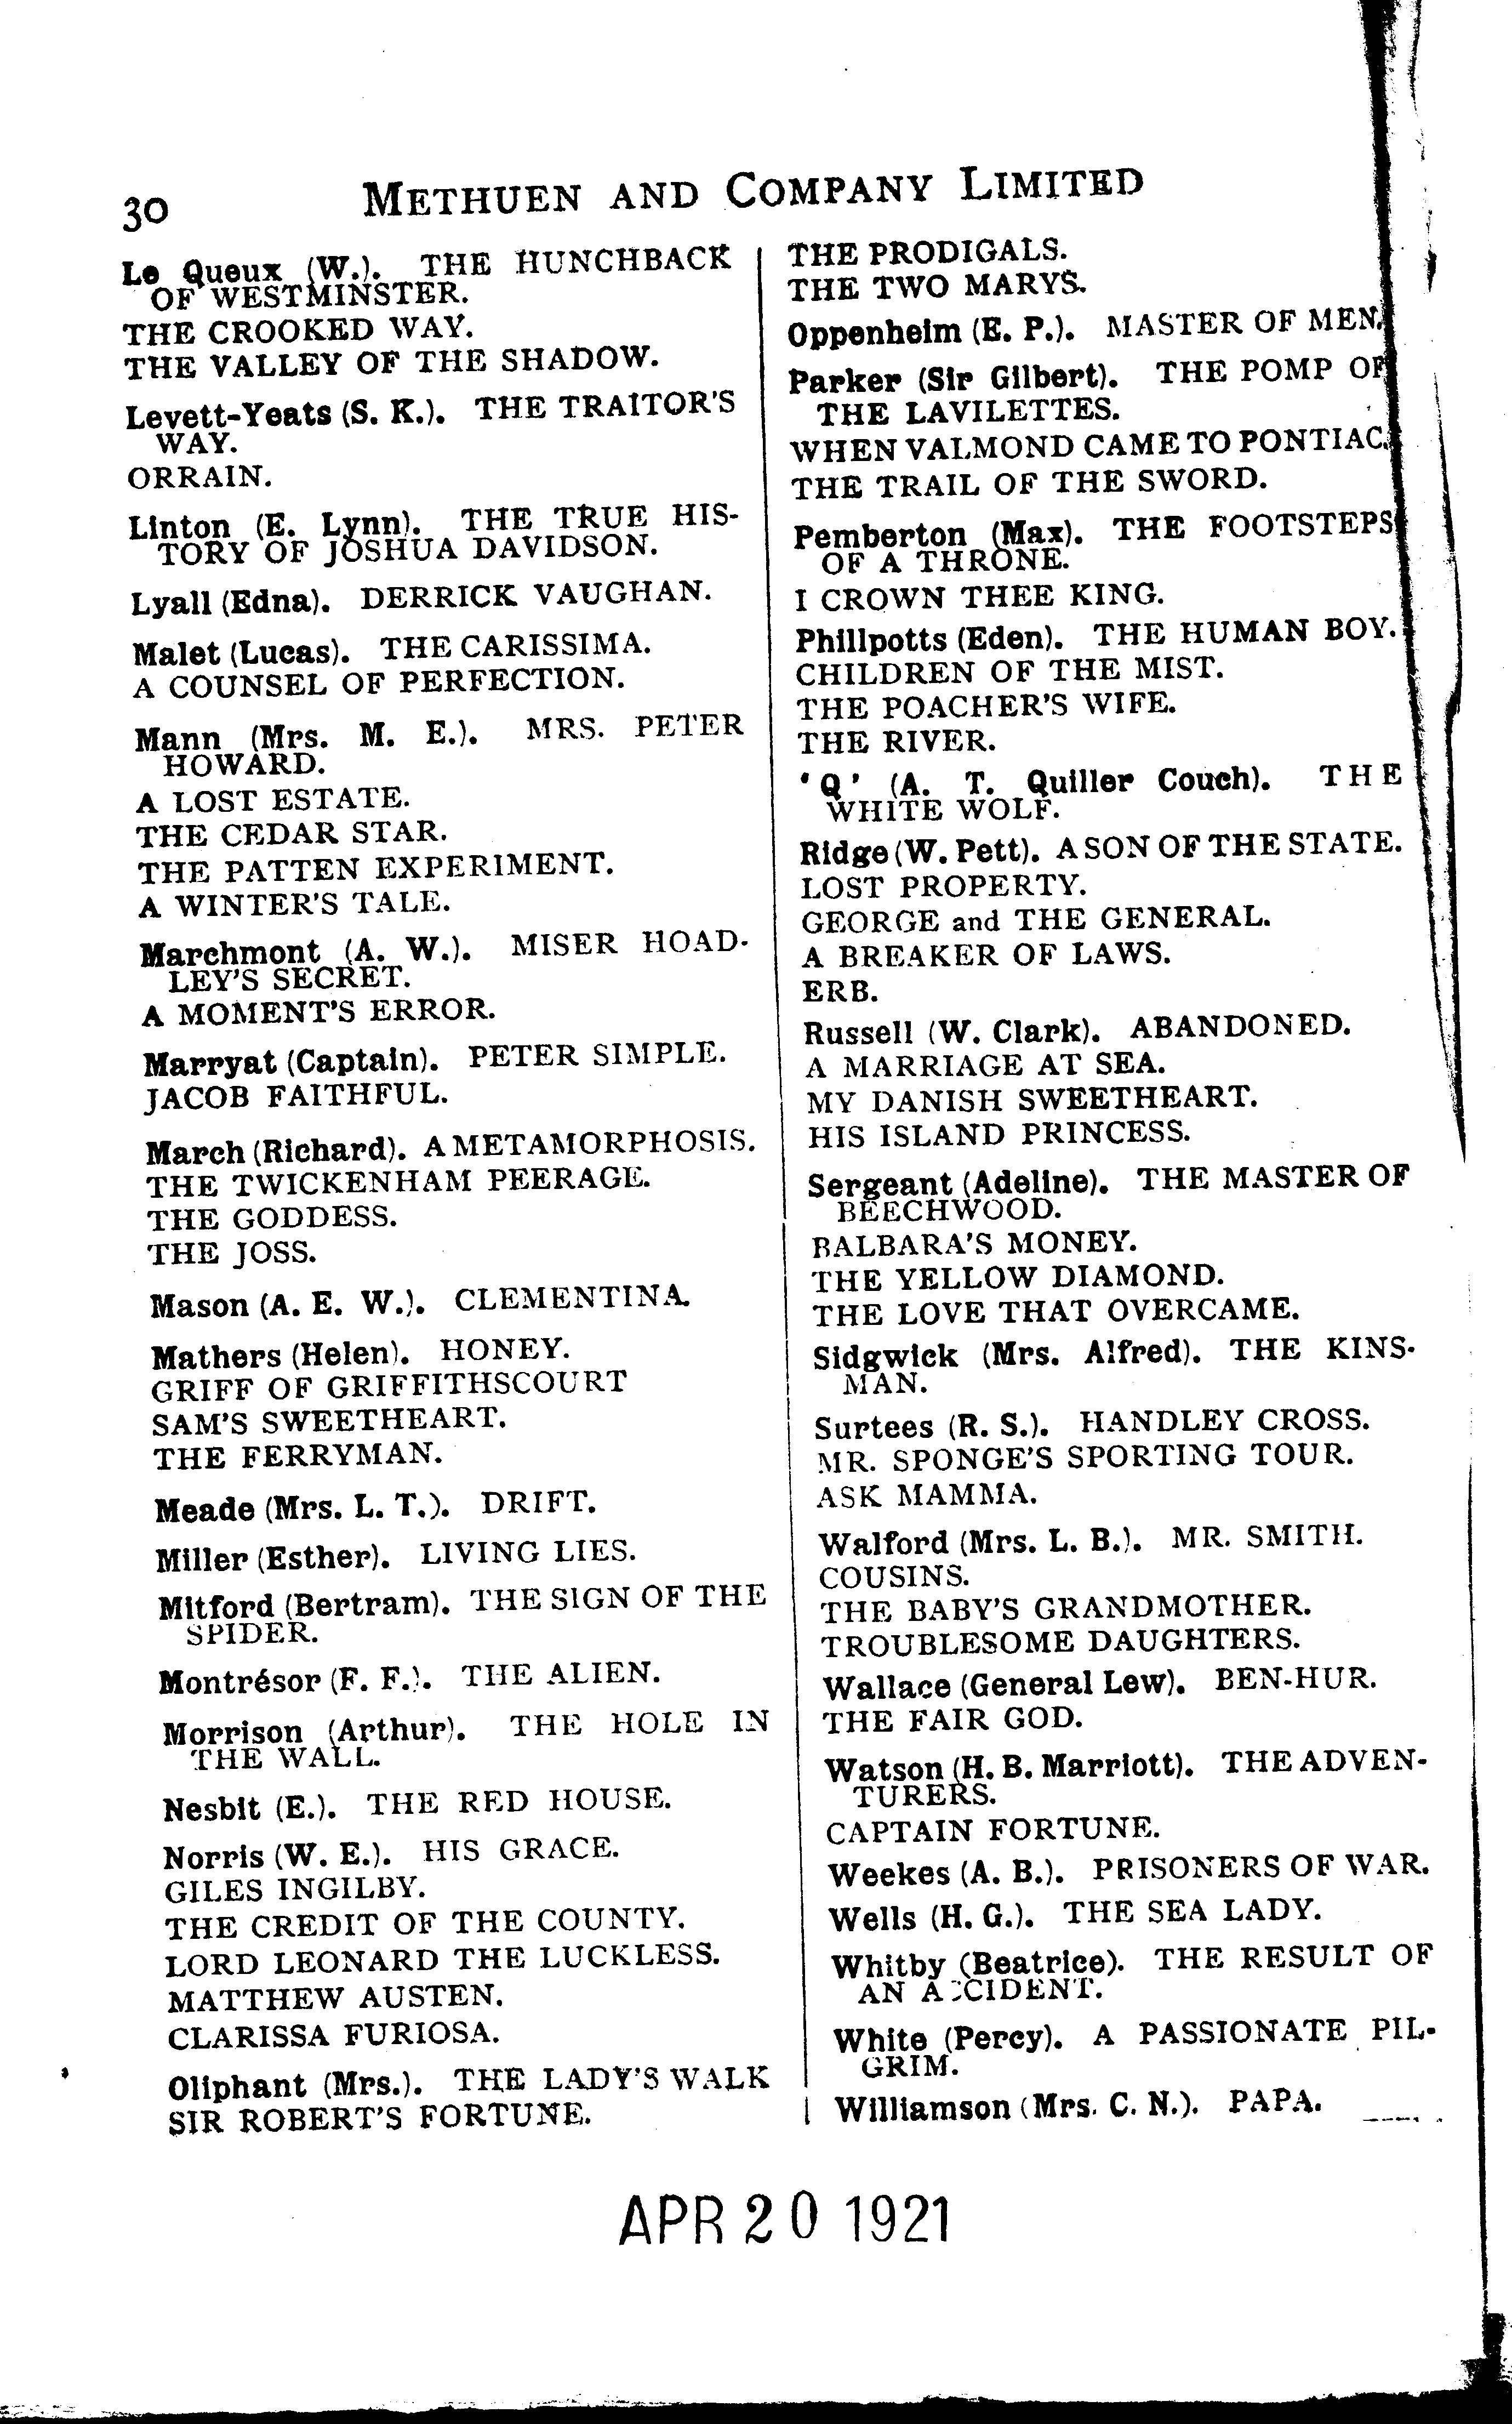 30
METHUEN AND COMPANY LIMITED
Le Queux (W.). THE HUNCHBACK
OF WESTMINSTER.
THE CROOKED WAY.
THE VALLEY OF THE SHADOW.
Levett-Yeats (S. K.). THE TRAITOR'S
WAY.
ORRAIN.
Linton (E. Lynn). THE TRUE HIS-
TORY OF JOSHUA DAVIDSON.
Lyall (Edna). DERRICK VAUGHAN.
Malet (Lucas). THE CARISSIMA.
A COUNSEL OF PERFECTION.
Mann (Mrs. M. E.). MRS. PETER
HOWARD.
A LOST ESTATE.
THE CEDAR STAR.
THE PATTEN EXPERIMENT.
A WINTER'S TALE.
Marchmont (A. W.). MISER HOAD-
LEY'S SECRET.
A MOMENT'S ERROR.
Marryat (Captain). PETER SIMPLE.
JACOB FAITHFUL.
March (Richard). A METAMORPHOSIS.
THE TWICKENHAM PEERAGE.
THE GODDESS.
THE JOSS.
Mason (A. E. W.). CLEMENTINA.
Mathers (Helen). HONEY.
GRIFF OF GRIFFITHSCOURT
SAM'S SWEETHEART.
THE FERRYMAN.
Meade (Mrs. L. T.). DRIFT.
Miller (Esther). LIVING LIES.
Mitford (Bertram). THE SIGN OF THE
SPIDER.
Montrésor (F. F.). THE ALIEN.
Morrison (Arthur). THE HOLE IN
THE WALL.
Nesbit (E.). THE RED HOUSE.
Norris (W. E.). HIS GRACE.
GILES INGILBY.
THE CREDIT OF THE COUNTY.
LORD LEONARD THE LUCKLESS.
MATTHEW AUSTEN.
CLARISSA FURIOSA.
Oliphant (Mrs.). THE LADY'S WALK
SIR ROBERT'S FORTUNE.
THE PRODIGALS.
THE TWO MARYS.
Oppenheim (E. P.). MASTER OF MEN.
Parker (Sir Gilbert). THE POMP OF
THE LAVILETTES.
WHEN VALMOND CAME TO PONTIAC.
THE TRAIL OF THE SWORD.
Pemberton (Max). THE FOOTSTEPS
OF A THRONE.
I CROWN THEE KING.
Phillpotts (Eden). THE HUMAN BOY.
CHILDREN OF THE MIST.
THE POACHER'S WIFE.
THE RIVER.
'Q' (A. T. Quiller Couch). THE
WHITE WOLF.
Ridge (W. Pett). A SON OF THE STATE.
LOST PROPERTY.
GEORGE and THE GENERAL.
A BREAKER OF LAWS.
ERB.
Russell (W. Clark). ABANDONED.
A MARRIAGE AT SEA.
MY DANISH SWEETHEART.
HIS ISLAND PRINCESS.
Sergeant (Adeline). THE MASTER OF
BEECHWOOD.
BALBARA'S MONEY.
THE YELLOW DIAMOND.
THE LOVE THAT OVERCAME.
Sidgwick (Mrs. Alfred). THE KINS-
MAN.
Surtees (R. S.). HANDLEY CROSS.
MR. SPONGE'S SPORTING TOUR.
ASK MAMMA.
Walford (Mrs. L. B.). MR. SMITH.
COUSINS.
THE BABY'S GRANDMOTHER.
TROUBLESOME DAUGHTERS.
Wallace (General Lew). BEN-HUR.
THE FAIR GOD.
Watson (H. B. Marriott). THE ADVEN-
TURERS.
CAPTAIN FORTUNE.
Weekes (A. B.). PRISONERS OF WAR.
Wells (H. G.). THE SEA LADY.
Whitby (Beatrice). THE RESULT OF
AN ACCIDENT.
White (Percy). A PASSIONATE PIL-
GRIM.
Williamson (Mrs. C. N.). PAPA.
APR 20 1921